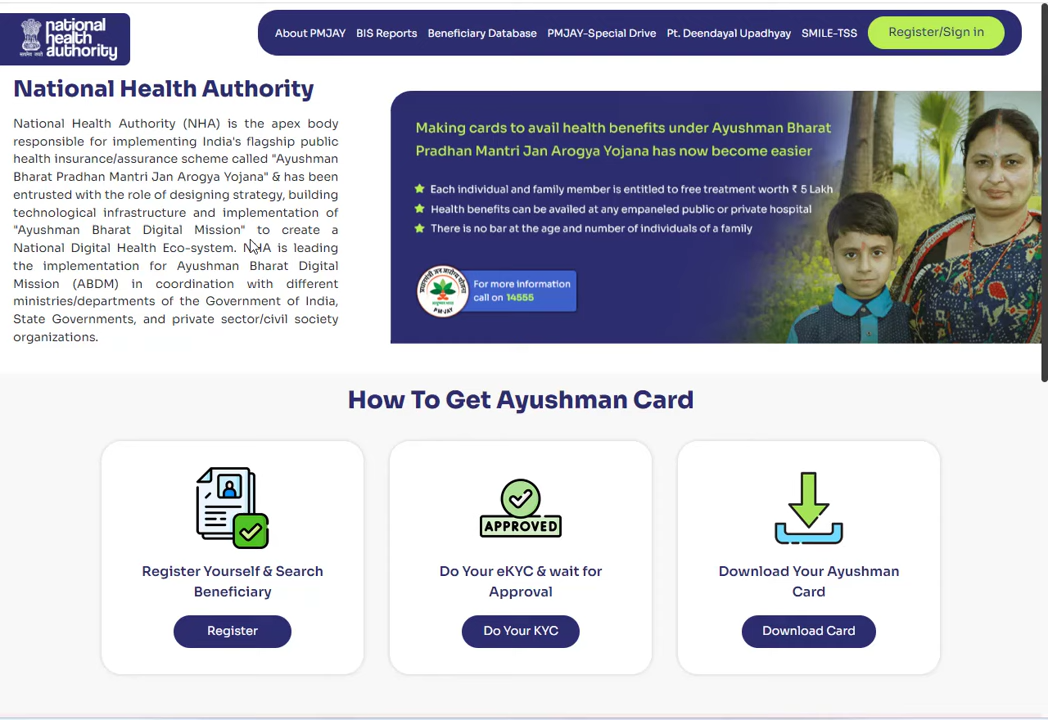 national
health
authority
About PMJAY BIS Reports Beneficiary Database PMJAY-Special Drive Pt. Deendayal Upadhyay SMILE-TSS Register/Sign in
National Health Authority
National Health Authority (NHA) is the apex body
responsible for implementing India's flagship public
health insurance/assurance scheme called "Ayushman
Bharat Pradhan Mantri Jan Arogya Yojana" & has been
entrusted with the role of designing strategy, building
technological infrastructure and implementation of
"Ayushman Bharat Digital Mission" to create a
National Digital Health Eco-system. NHA is leading
the implementation for Ayushman Bharat Digital
Mission (ABDM) in coordination with different
ministries/departments of the Government of India,
State Governments, and private sector/civil society
organizations.
Making cards to avail health benefits under Ayushman Bharat
Pradhan Mantri Jan Arogya Yojana has now become easier
Each individual and family member is entitled to free treatment worth ₹ 5 Lakh
Health benefits can be availed at any empaneled public or private hospital
There is no bar at the age and number of individuals of a family
PM-JAY
For more information
call on 14555
How To Get Ayushman Card
Register Yourself & Search
Beneficiary
Register
APPROVED
Do Your eKYC & wait for
Approval
Do Your KYC
Download Your Ayushman
Card
Download Card